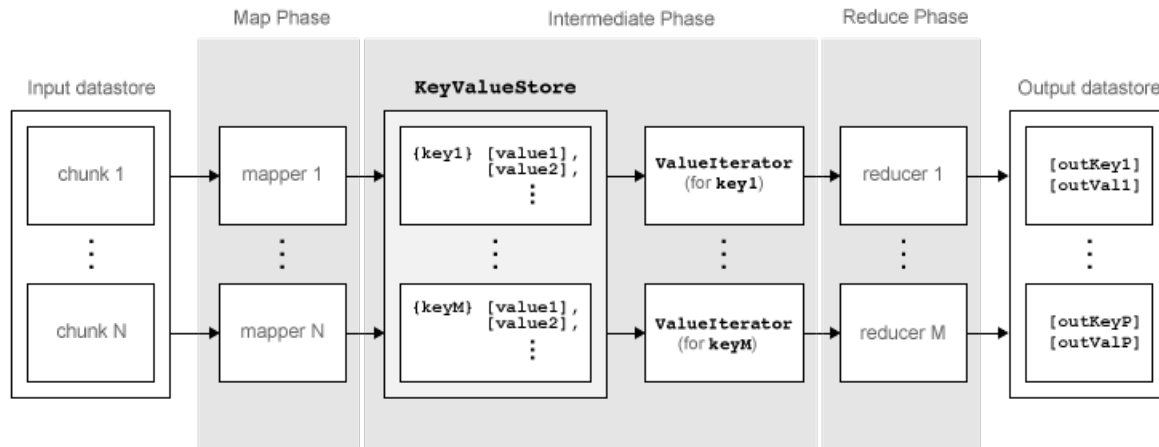 Map Phase
Intermediate Phase
Reduce Phase
Input datastore
KeyValueStore
Output datastore
chunk 1
mapper 1
{key1} [value1],
[value2],
⋮
ValueIterator
(for key1)
reducer 1
[outKey1]
[outVal1]
chunk N
mapper N
{keyM} [value1],
[value2],
⋮
ValueIterator
(for keyM)
reducer M
[outKeyP]
[outValP]